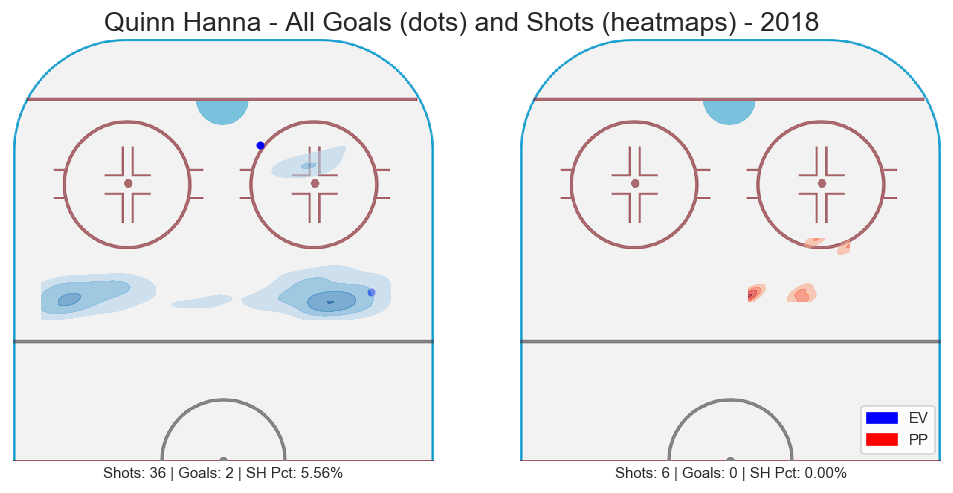 Quinn Hanna - All Goals (dots) and Shots (heatmaps) - 2018
EV
PP
Shots: 36 | Goals: 2 | SH Pct: 5.56%
Shots: 6 | Goals: 0 | SH Pct: 0.00%